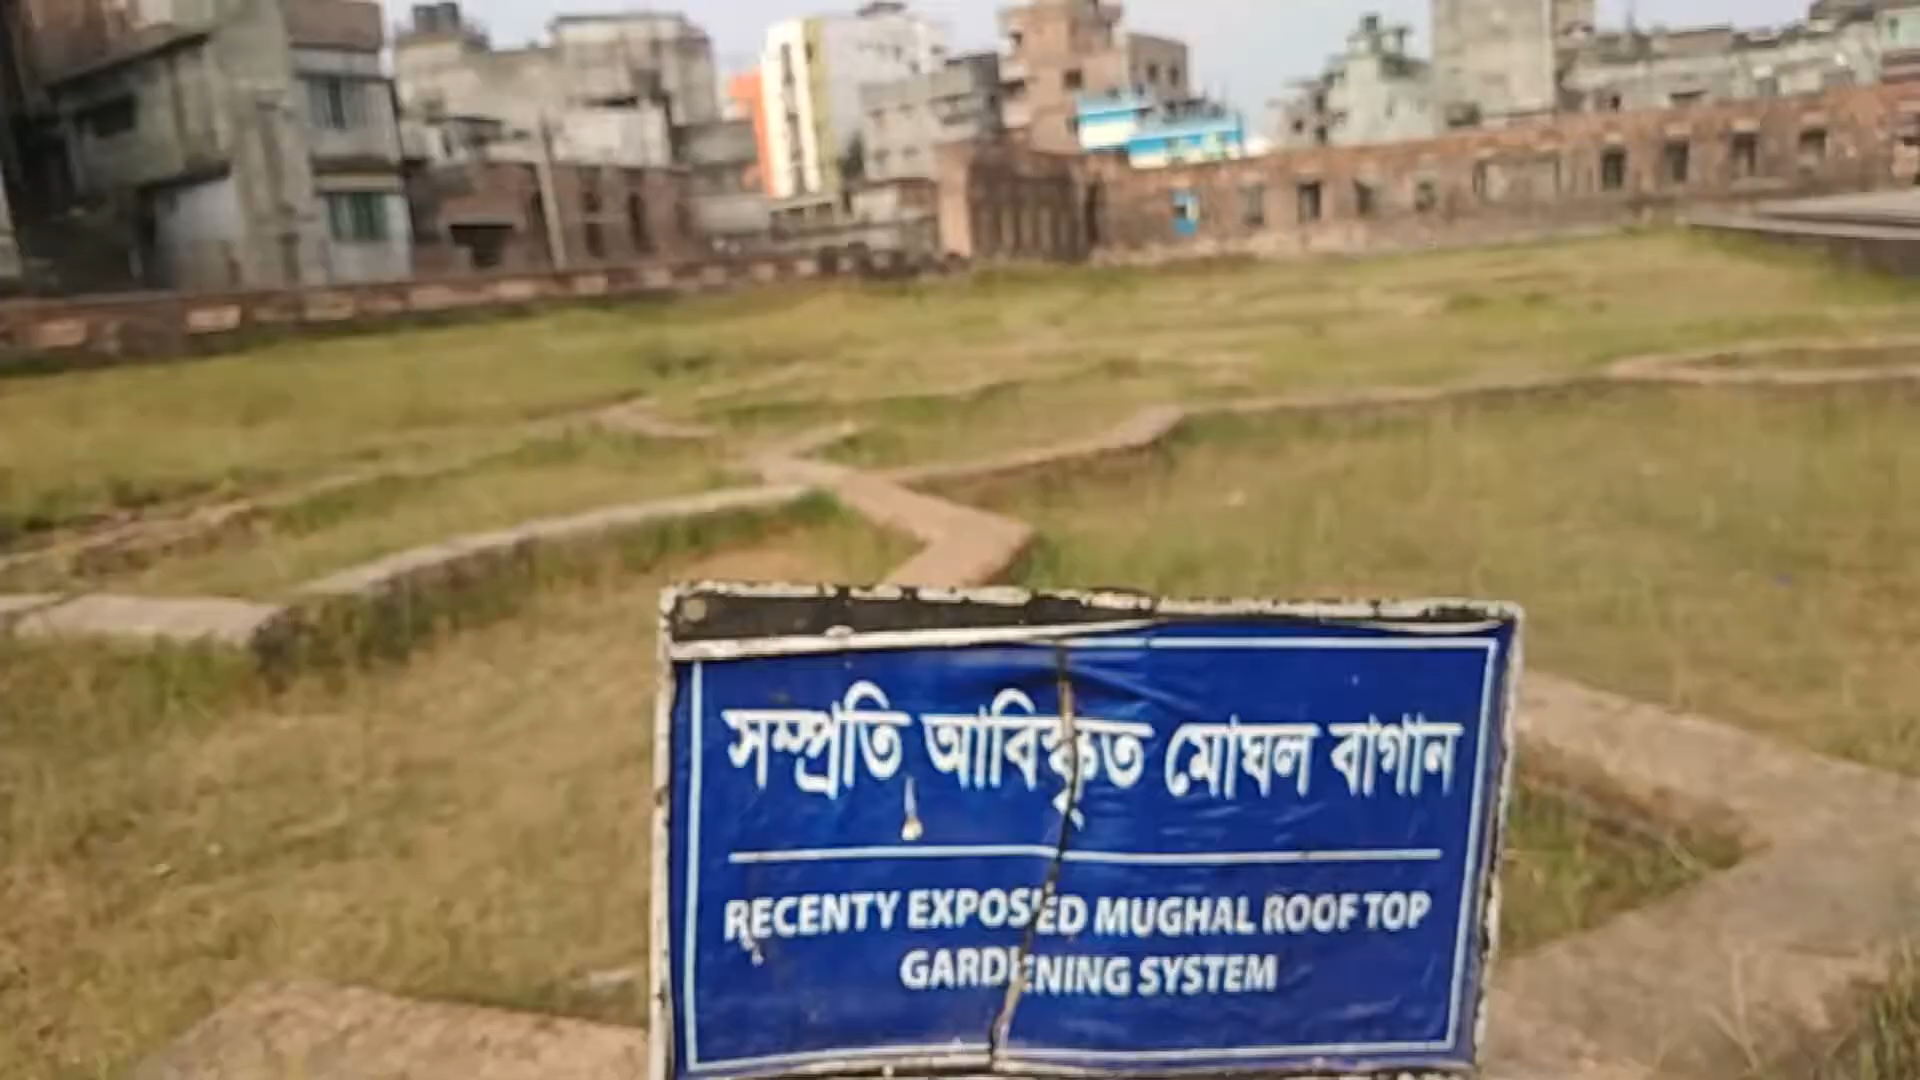 সম্প্রতি আবিস্কৃত মোঘল বাগান
RECENTY EXPOSED MUGHAL ROOF TOP
GARDENING SYSTEM